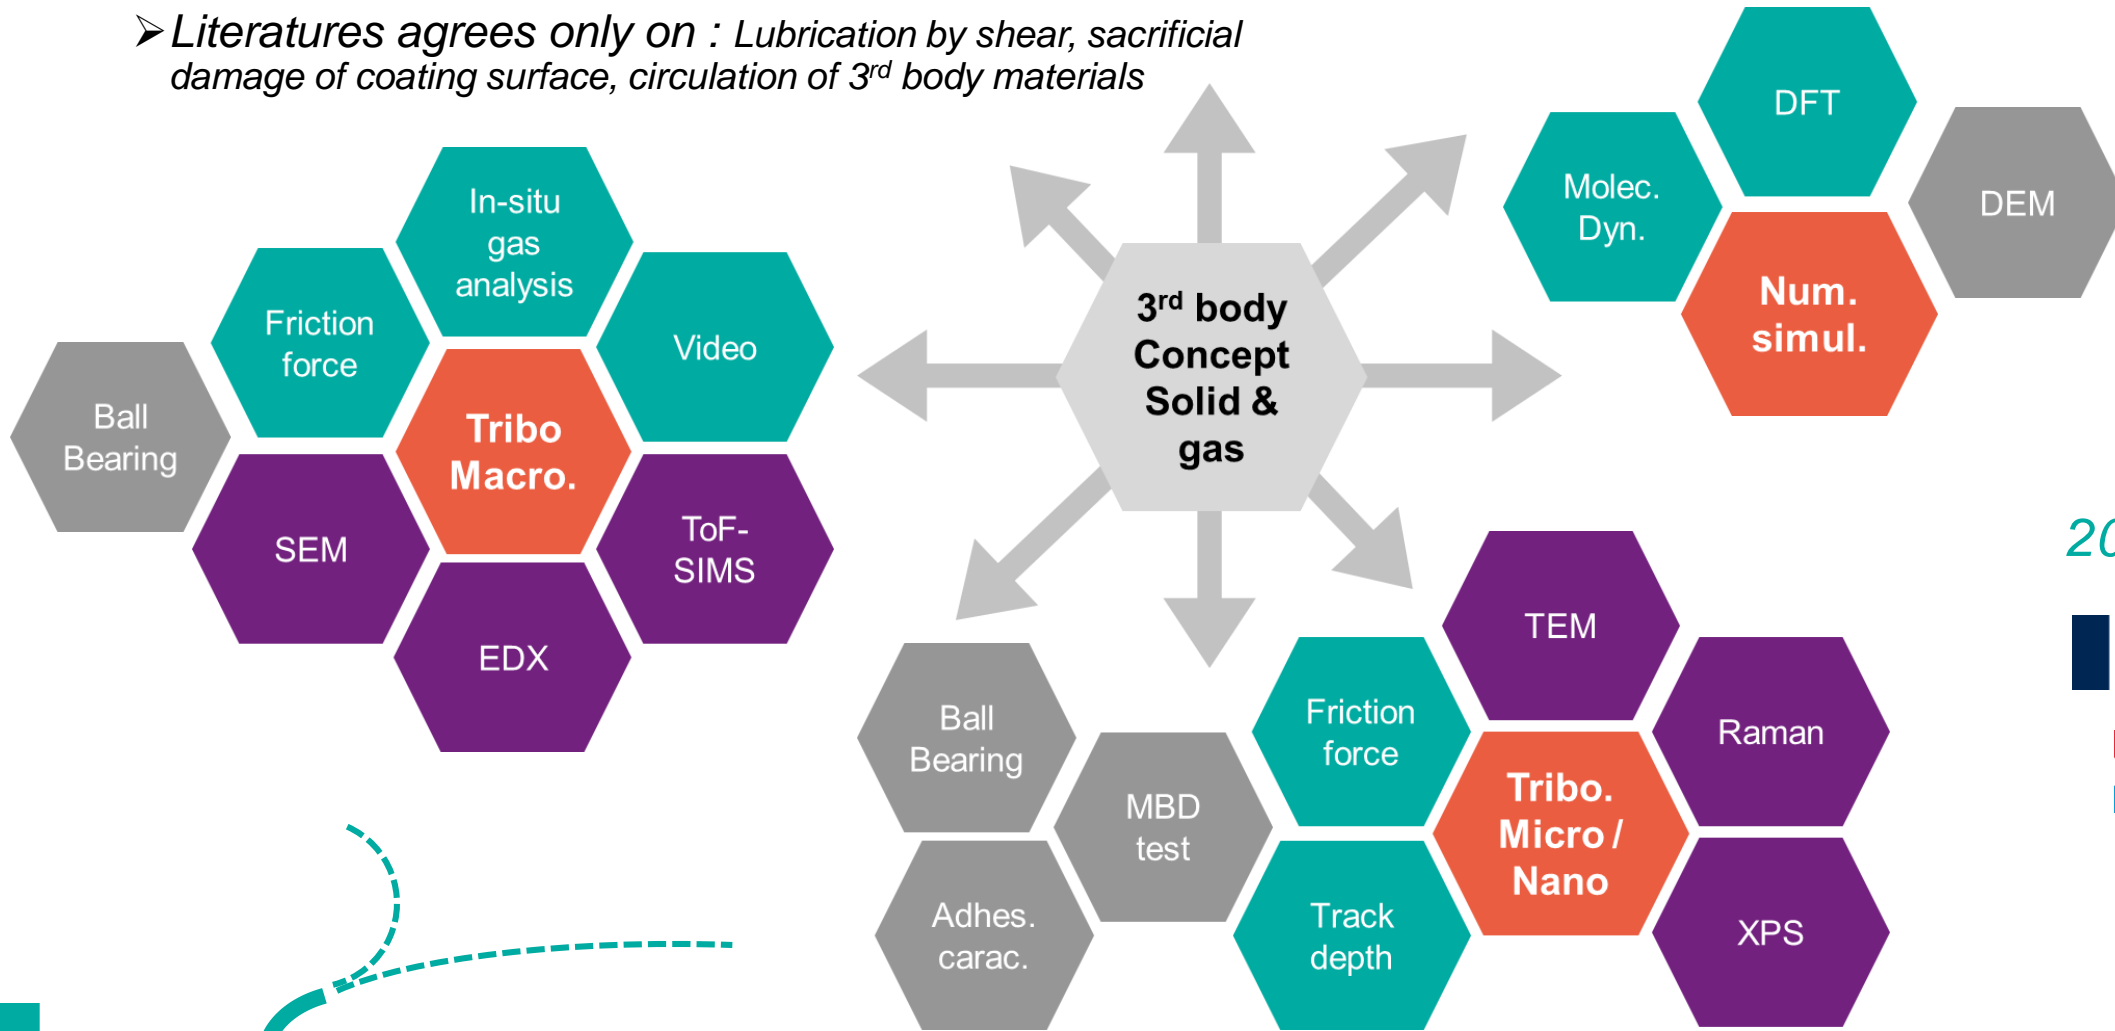 ➢Literatures agrees only on : Lubrication by shear, sacrificial
damage of coating surface, circulation of 3rd body materials
In-situ
gas
analysis
Friction
force
Video
Ball
Bearing
Tribo
Macro.
SEM
ToF-
SIMS
EDX
3rd body
Concept
Solid &
gas
DFT
Molec.
Dyn.
DEM
Num.
simul.
Ball
Bearing
MBD
test
Adhes.
carac.
Friction
force
Track
depth
TEM
Raman
Tribo.
Micro /
Nano
XPS